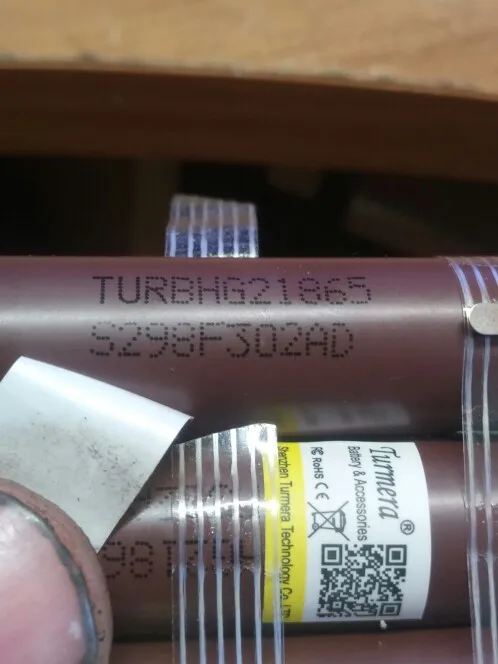 TURBHG21865
S298F302AD
Turmera®
Battery & Accessories
RoHS CE
Shenzhen Turmera Technology Co. LTD